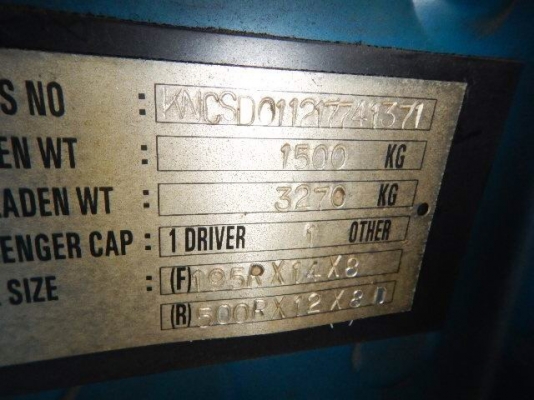 S NO : KNCSD011217741371
EN WT : 1500 KG
ADEN WT : 3270 KG
ENGER CAP : 1 DRIVER 1 OTHER
SIZE : (F) 195R X 14 X 8
(R) 500R X 12 X 8 D